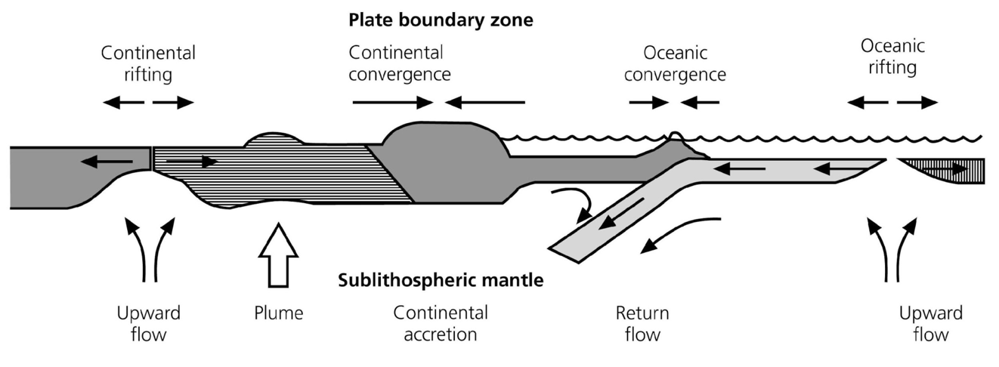 Plate boundary zone
Continental
rifting
Continental
convergence
Oceanic
convergence
Oceanic
rifting
Sublithospheric mantle
Upward
flow
Plume
Continental
accretion
Return
flow
Upward
flow